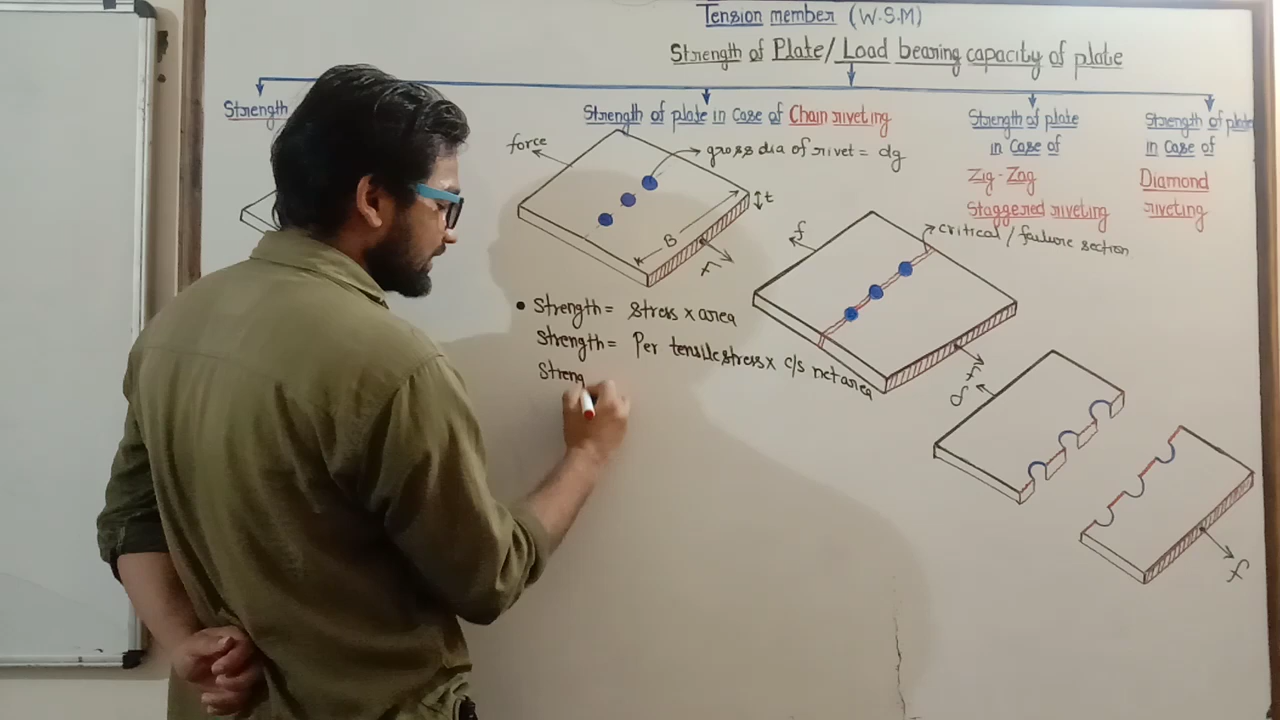 Tension member (W.S.M)
Strength of Plate/Load bearing capacity of plate
Strength
Strength of plate in case of Chain riveting
Strength of plate
in case of
Zig-Zag
Staggered riveting
Strength of plate
in case of
Diamond
riveting
force
gross dia of rivet = dg
t
B
f
f
critical / failure section
• Strength = stress x area
Strength = Per tensile stress x c/s net area
Streng
f
f
f